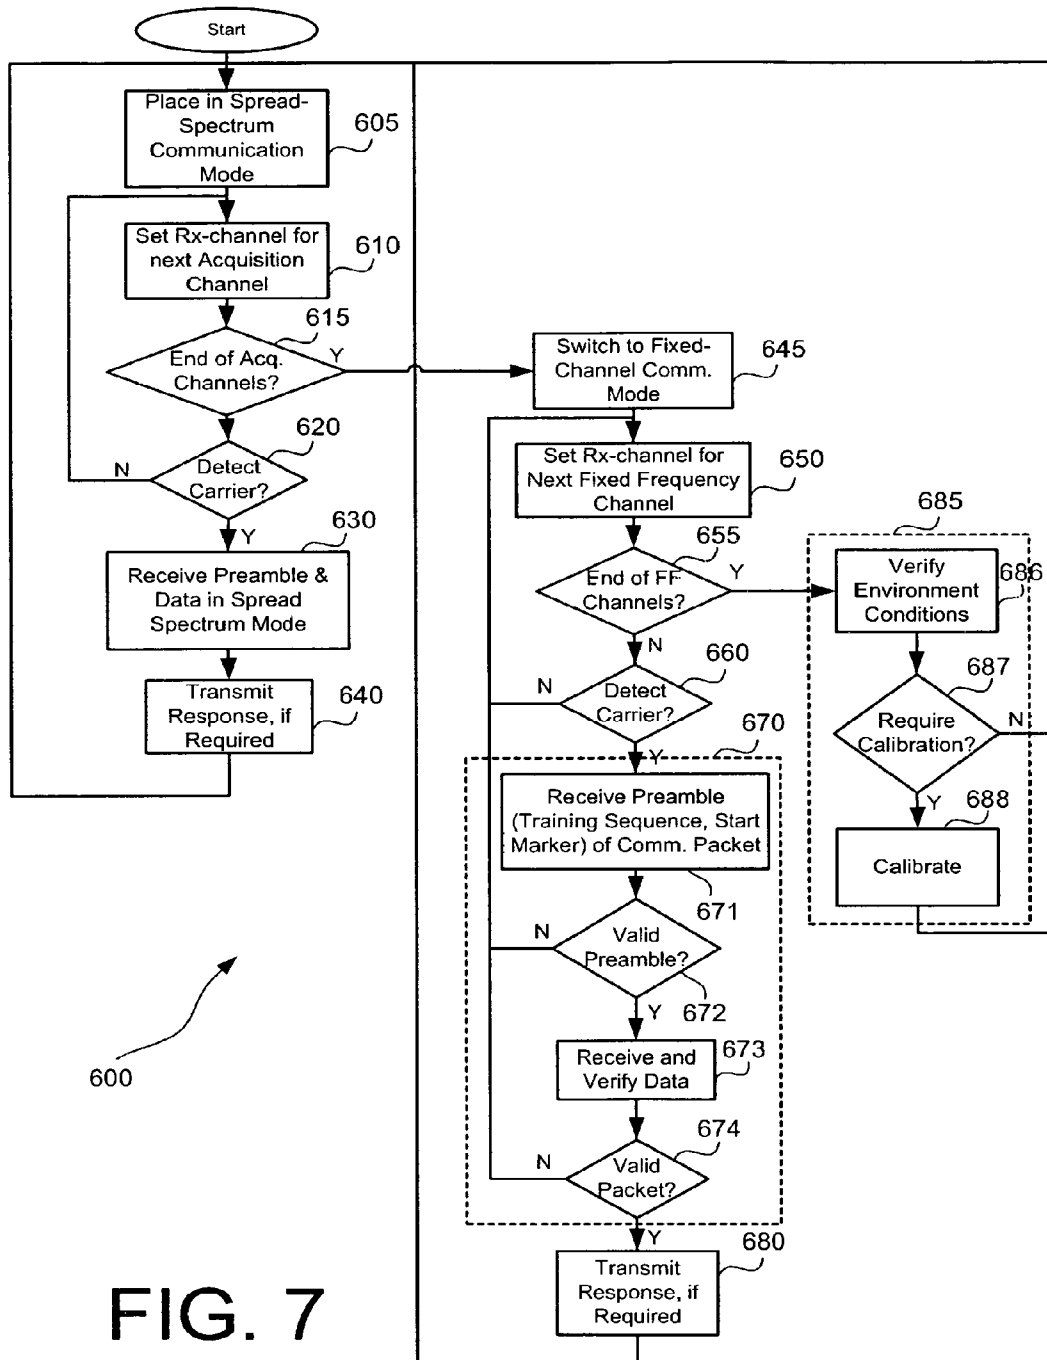 Start
Place in Spread-
Spectrum
Communication
Mode
605
Set Rx-channel for
next Acquisition
Channel
610
615
End of Acq.
Channels?
Y
620
Detect
Carrier?
N
Y
630
Receive Preamble &
Data in Spread
Spectrum Mode
Transmit
Response, if
Required
640
Switch to Fixed-
Channel Comm.
Mode
645
Set Rx-channel for
Next Fixed Frequency
Channel
650
655
End of FF
Channels?
Y
N
660
Detect
Carrier?
N
Y
670
Receive Preamble
(Training Sequence, Start
Marker) of Comm. Packet
671
Valid
Preamble?
N
672
Y
Receive and
Verify Data
673
674
Valid
Packet?
N
Y
680
Transmit
Response, if
Required
685
Verify
Environment
Conditions
686
687
Require
Calibration?
N
Y
688
Calibrate
600
FIG. 7